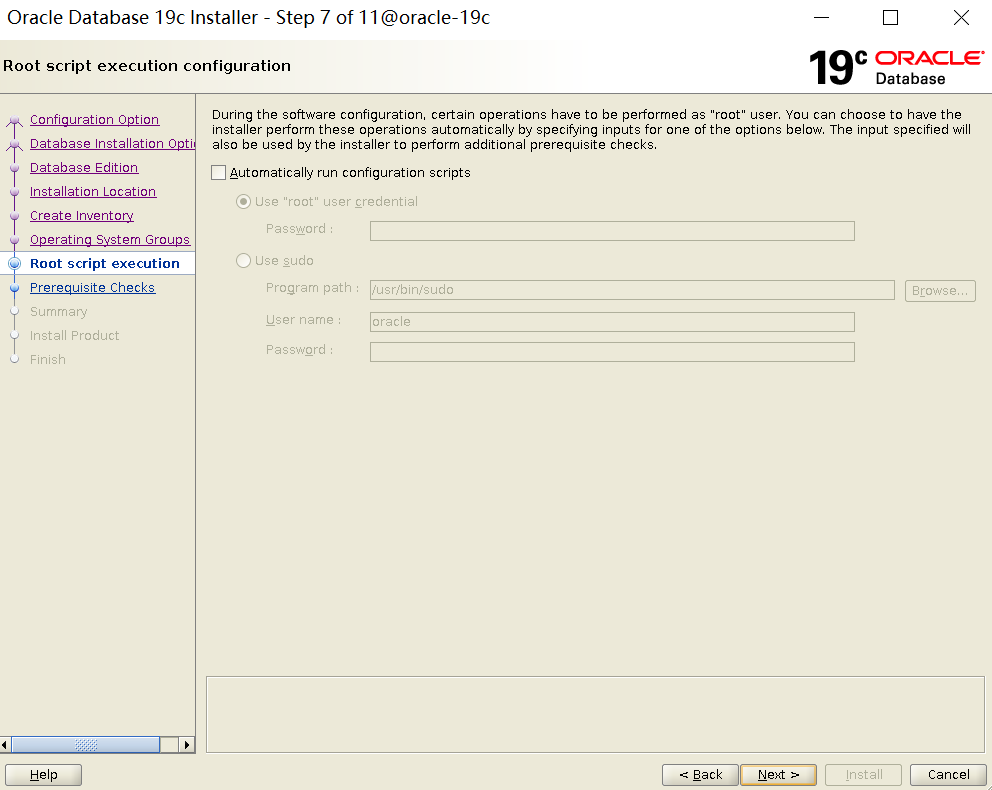 Oracle Database 19c Installer - Step 7 of 11@oracle-19c
Root script execution configuration
19c ORACLE
Database
Configuration Option
Database Installation Opti
Database Edition
Installation Location
Create Inventory
Operating System Groups
Root script execution
Prerequisite Checks
Summary
Install Product
Finish
During the software configuration, certain operations have to be performed as "root" user. You can choose to have the
installer perform these operations automatically by specifying inputs for one of the options below. The input specified will
also be used by the installer to perform additional prerequisite checks.
Automatically run configuration scripts
Use "root" user credential
Password :
Use sudo
Program path : /usr/bin/sudo Browse...
User name : oracle
Password :
Help < Back Next > Install Cancel